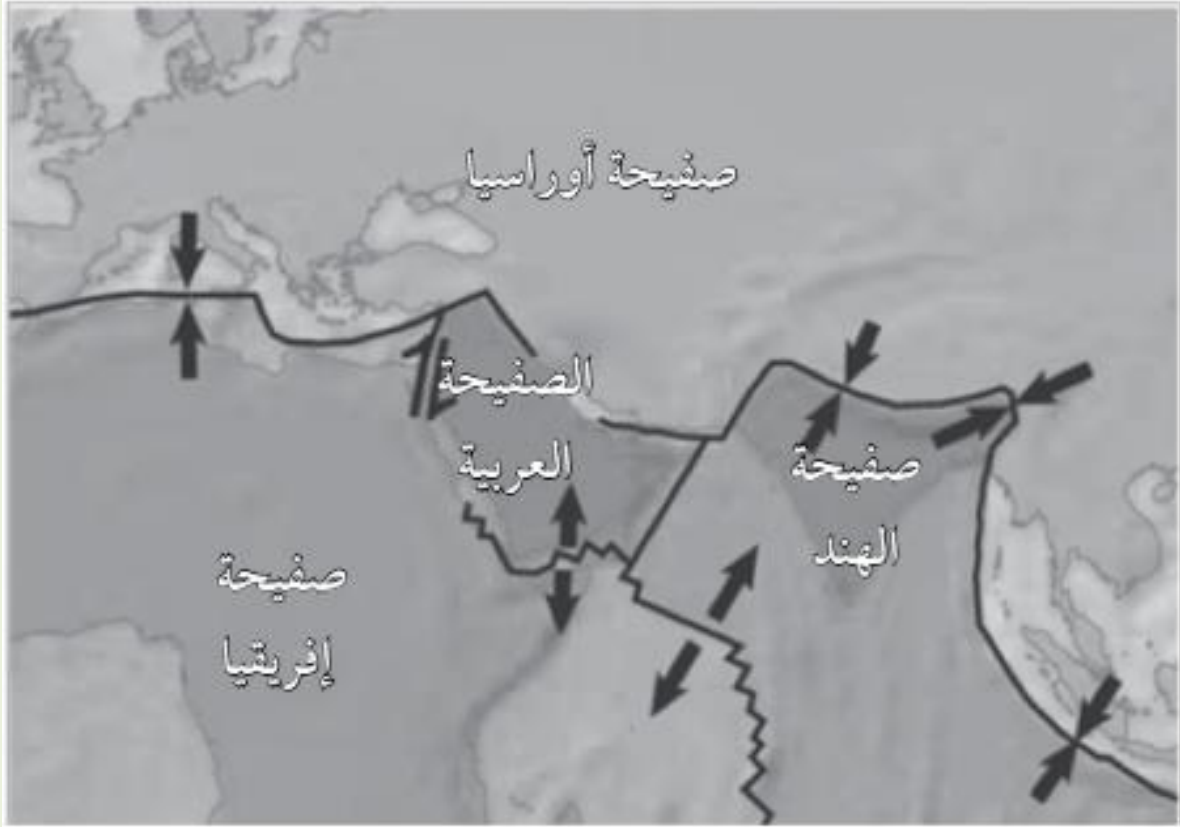 صفيحة أوراسيا
الصفيحة
العربية
صفيحة
الهند
صفيحة
إفريقيا